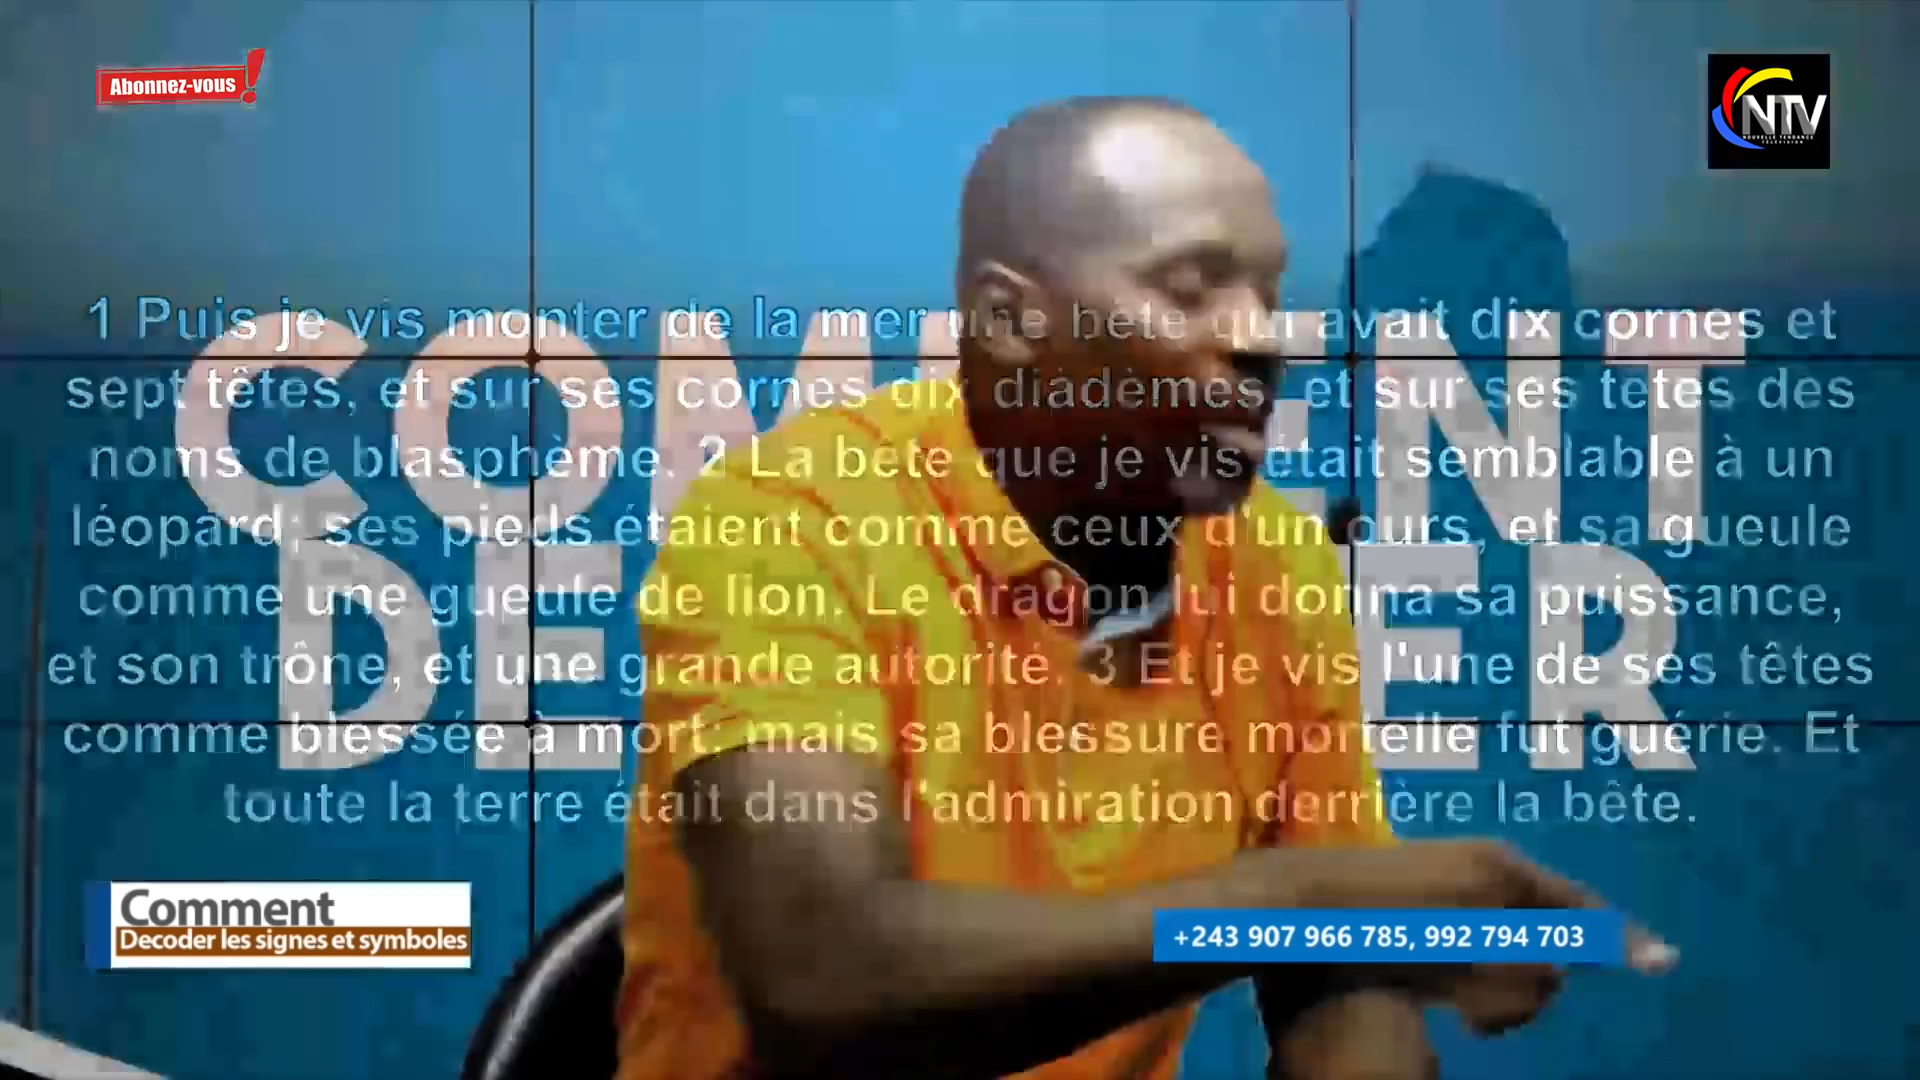 Abonnez-vous!
NTV
NOUVELLE TENDANCE
TELEVISION
1 Puis je vis monter de la mer une bête qui avait dix cornes et
sept têtes, et sur ses cornes dix diadèmes, et sur ses têtes des
noms de blasphème. 2 La bête que je vis était semblable à un
léopard; ses pieds étaient comme ceux d'un ours, et sa gueule
comme une gueule de lion. Le dragon lui donna sa puissance,
et son trône, et une grande autorité. 3 Et je vis l'une de ses têtes
comme blessée à mort; mais sa blessure mortelle fut guérie. Et
toute la terre était dans l'admiration derrière la bête.
Comment
Decoder les signes et symboles
+243 907 966 785, 992 794 703